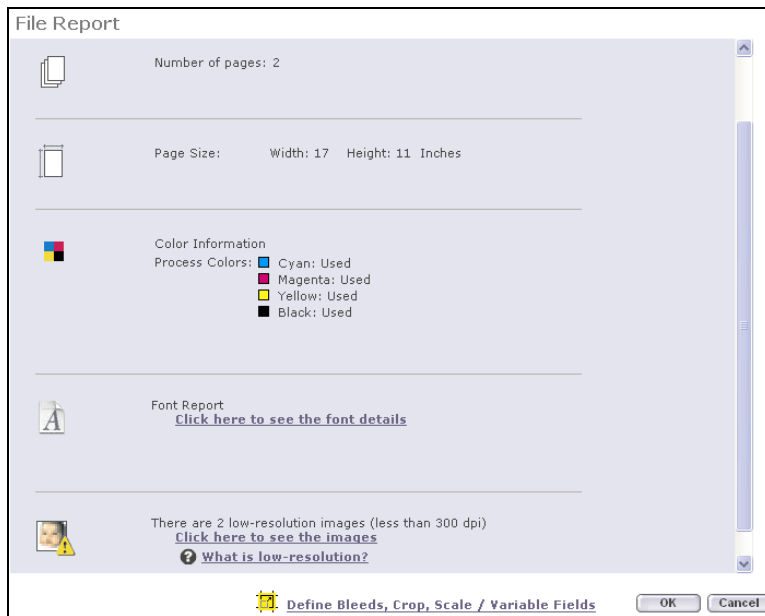 File Report
Number of pages: 2
Page Size: Width: 17 Height: 11 Inches
Color Information
Process Colors: Cyan: Used
Magenta: Used
Yellow: Used
Black: Used
A
Font Report
Click here to see the font details
There are 2 low-resolution images (less than 300 dpi)
Click here to see the images
? What is low-resolution?
Define Bleeds, Crop, Scale / Variable Fields
OK Cancel